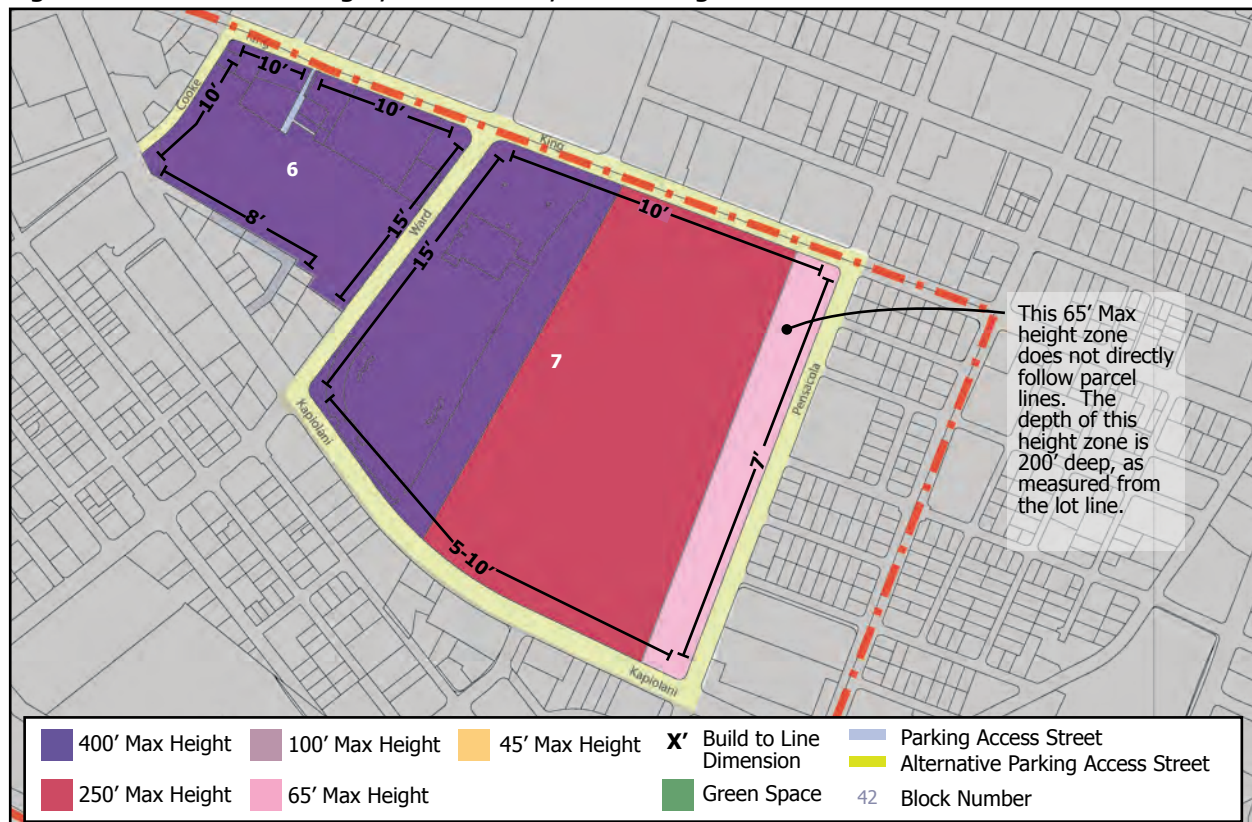 King
10'
10'
Cooke
10'
6
8'
15'
Ward
15'
King
10'
7
7'
Pensacola
Kapiolani
5-10'
Kapiolani
This 65' Max
height zone
does not directly
follow parcel
lines. The
depth of this
height zone is
200' deep, as
measured from
the lot line.
400' Max Height
100' Max Height
45' Max Height
X' Build to Line
Dimension
Parking Access Street
Alternative Parking Access Street
250' Max Height
65' Max Height
Green Space
42 Block Number